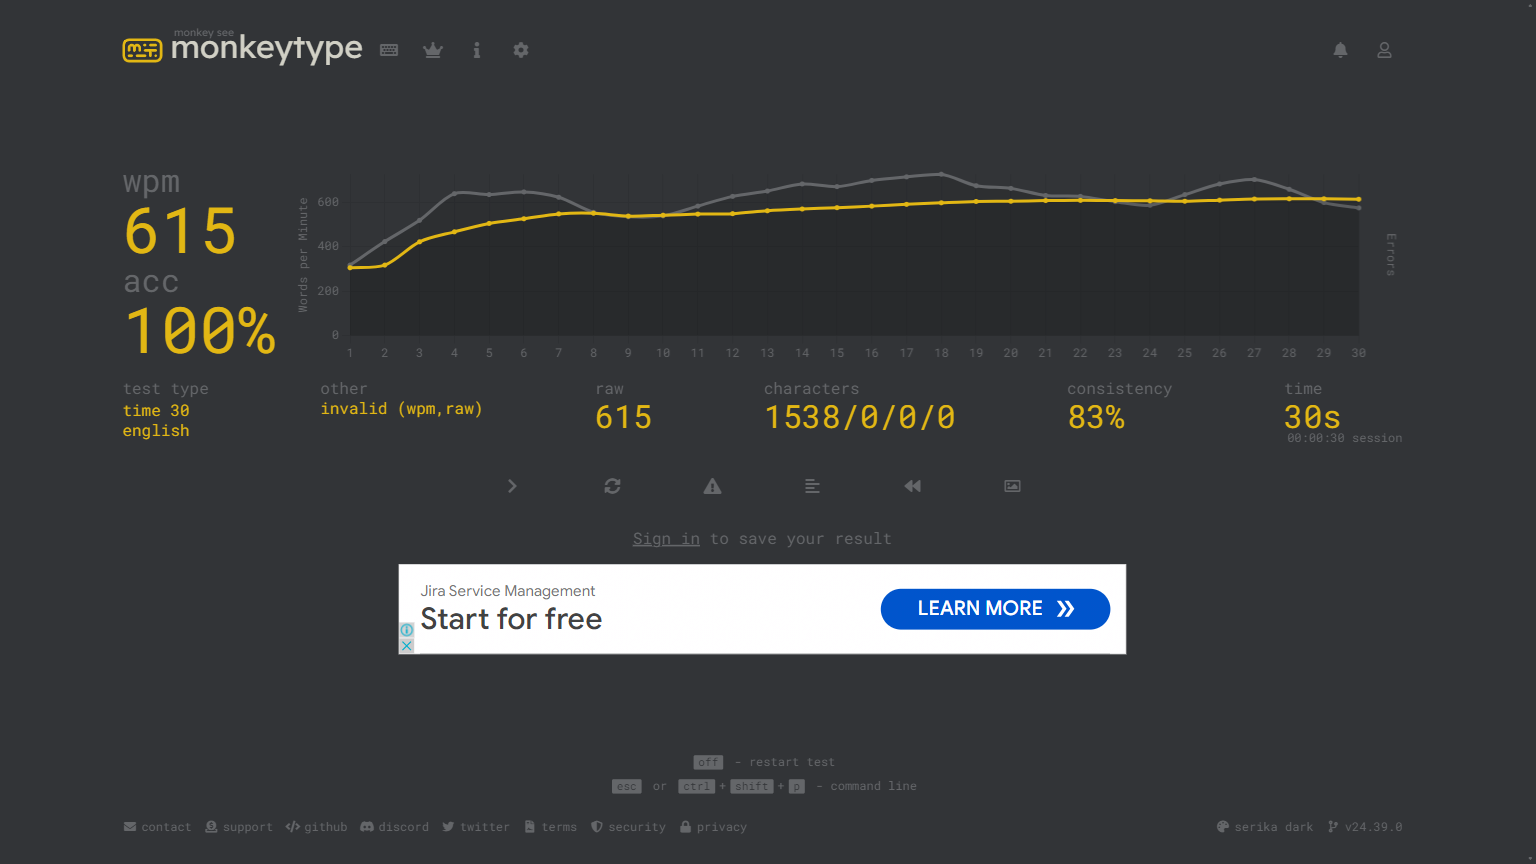 monkey see
monkeytype
wpm
615
acc
100%
Words per Minute
600
400
200
0
1 2 3 4 5 6 7 8 9 10 11 12 13 14 15 16 17 18 19 20 21 22 23 24 25 26 27 28 29 30
Errors
test type
time 30
english
other
invalid (wpm,raw)
raw
615
characters
1538/0/0/0
consistency
83%
time
30s
00:00:30 session
Sign in to save your result
Jira Service Management
Start for free
LEARN MORE
off - restart test
esc or ctrl + shift + p - command line
contact support github discord twitter terms security privacy
serika dark v24.39.0